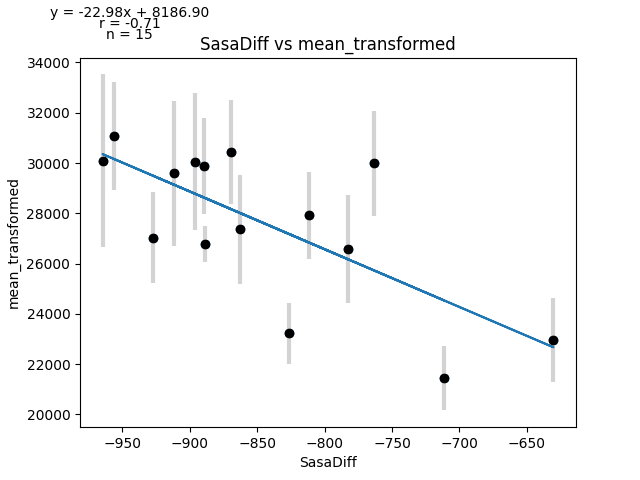 y = -22.98x + 8186.90
r = -0.71
n = 15
SasaDiff vs mean_transformed
34000
32000
30000
28000
26000
24000
22000
20000
mean_transformed
−950
−900
−850
−800
−750
−700
−650
SasaDiff